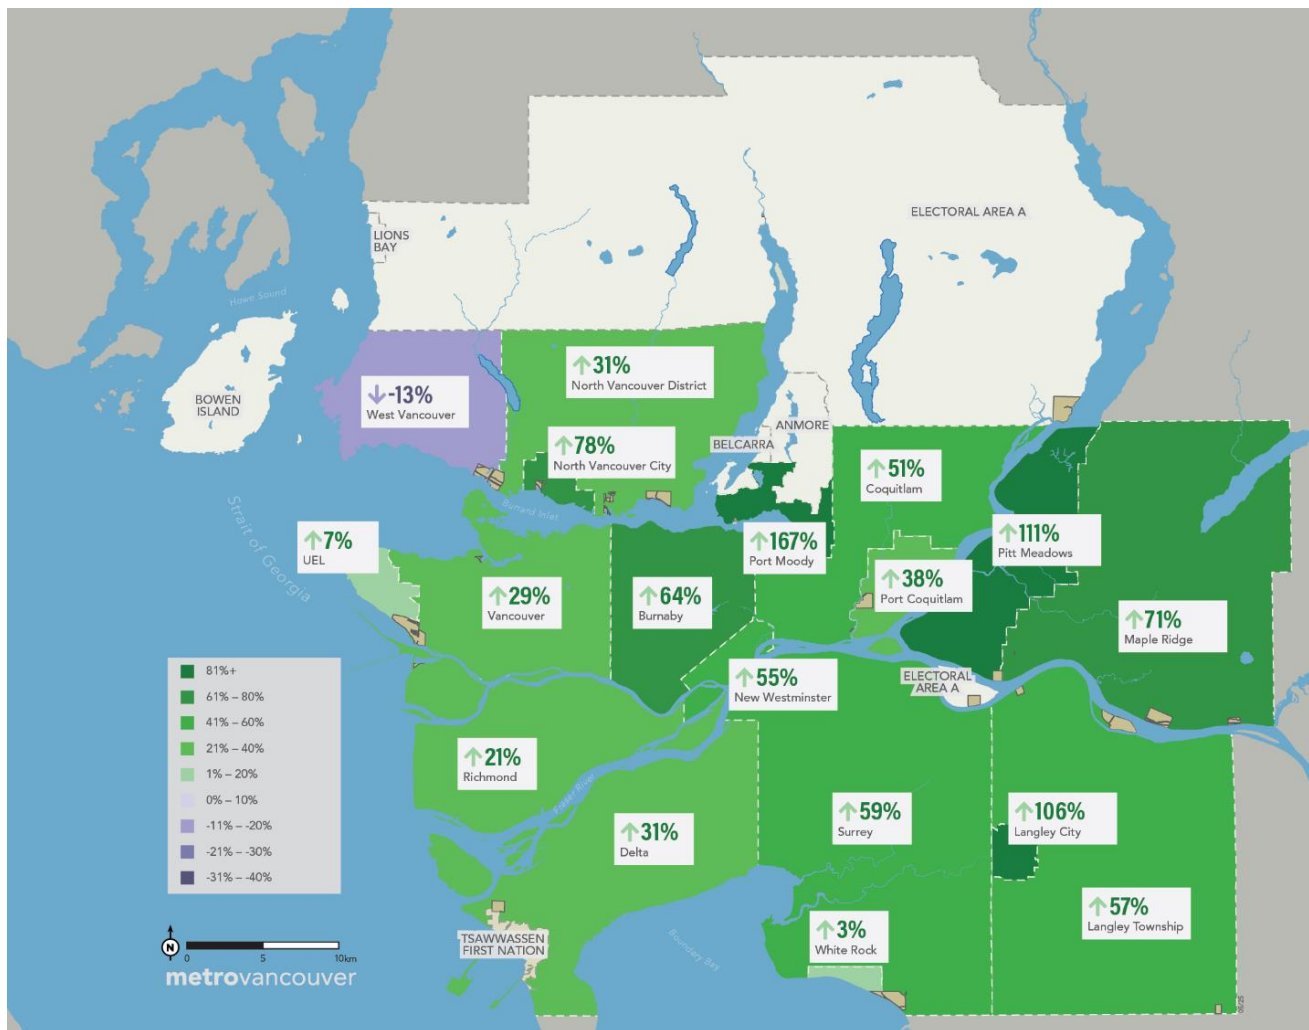 ELECTORAL AREA A
LIONS
BAY
Howe Sound
↑31%
North Vancouver District
↓-13%
West Vancouver
BOWEN
ISLAND
ANMORE
BELCARRA
↑78%
North Vancouver City
↑51%
Coquitlam
Burrard Inlet
Strait of Georgia
↑7%
UEL
↑167%
Port Moody
↑111%
Pitt Meadows
↑38%
Port Coquitlam
↑29%
Vancouver
↑64%
Burnaby
↑71%
Maple Ridge
↑55%
New Westminster
ELECTORAL
AREA A
81%+
61% – 80%
41% – 60%
21% – 40%
1% – 20%
0% – 10%
-11% – -20%
-21% – -30%
-31% – -40%
↑21%
Richmond
Fraser River
↑31%
Delta
↑59%
Surrey
↑106%
Langley City
↑57%
Langley Township
↑3%
White Rock
TSAWWASSEN
FIRST NATION
Boundary Bay
N
0 5 10km
metrovancouver